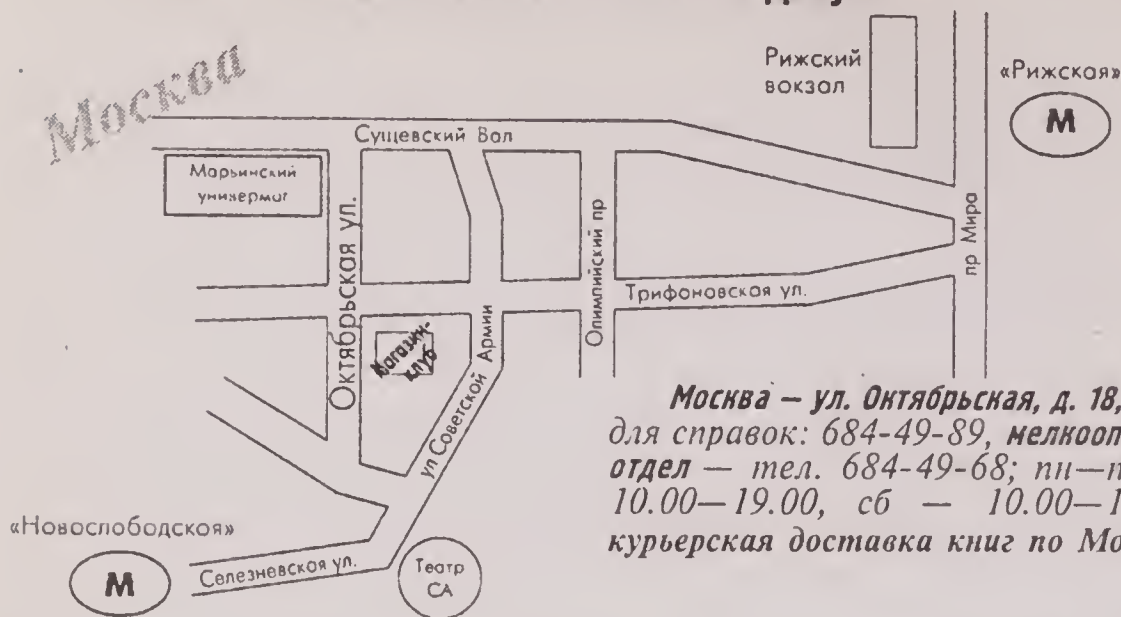 Москва
Рижский
вокзал
«Рижская»
М
Сущевский Вал
Марьинский
универмаг
Октябрьская ул.
Олимпийский пр
пр Мира
Трифоновская ул.
Магазин-
клуб
ул Советской Армии
Москва – ул. Октябрьская, д. 18,
для справок: 684-49-89, мелкооп
отдел — тел. 684-49-68; пн—п
10.00—19.00, сб — 10.00—1
курьерская доставка книг по Мо
«Новослободская»
М
Селезневская ул.
Театр
СА